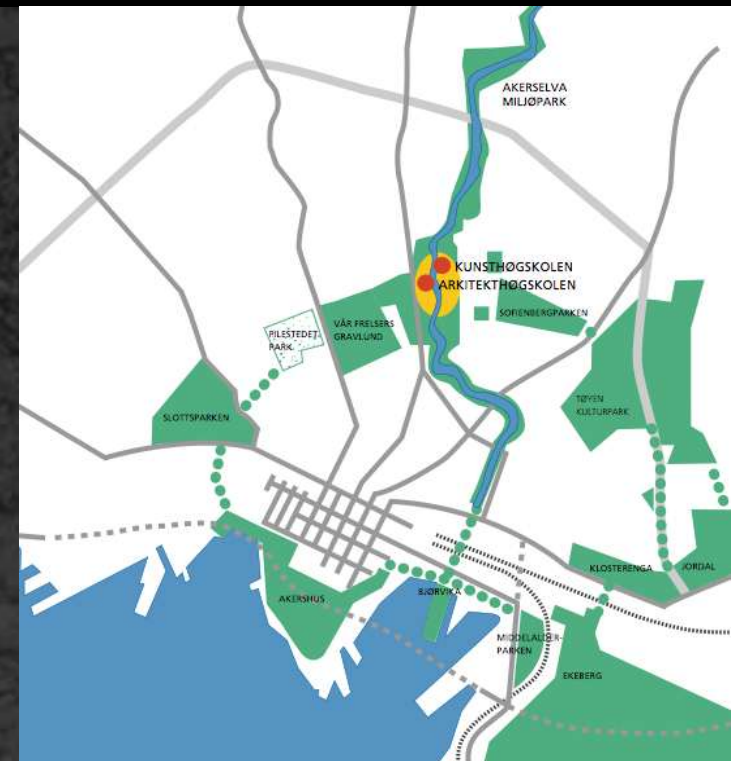 AKERSELVA
MILJØPARK
KUNSTHØGSKOLEN
ARKITEKTHØGSKOLEN
SOFIENBERGPARKEN
VÅR FRELSERS
GRAVLUND
PILESTEDET-
PARK
TØYEN
KULTURPARK
SLOTTSPARKEN
KLOSTERENGA
JORDAL
BJØRVIKA
AKERSHUS
MIDDELALDER-
PARKEN
EKEBERG